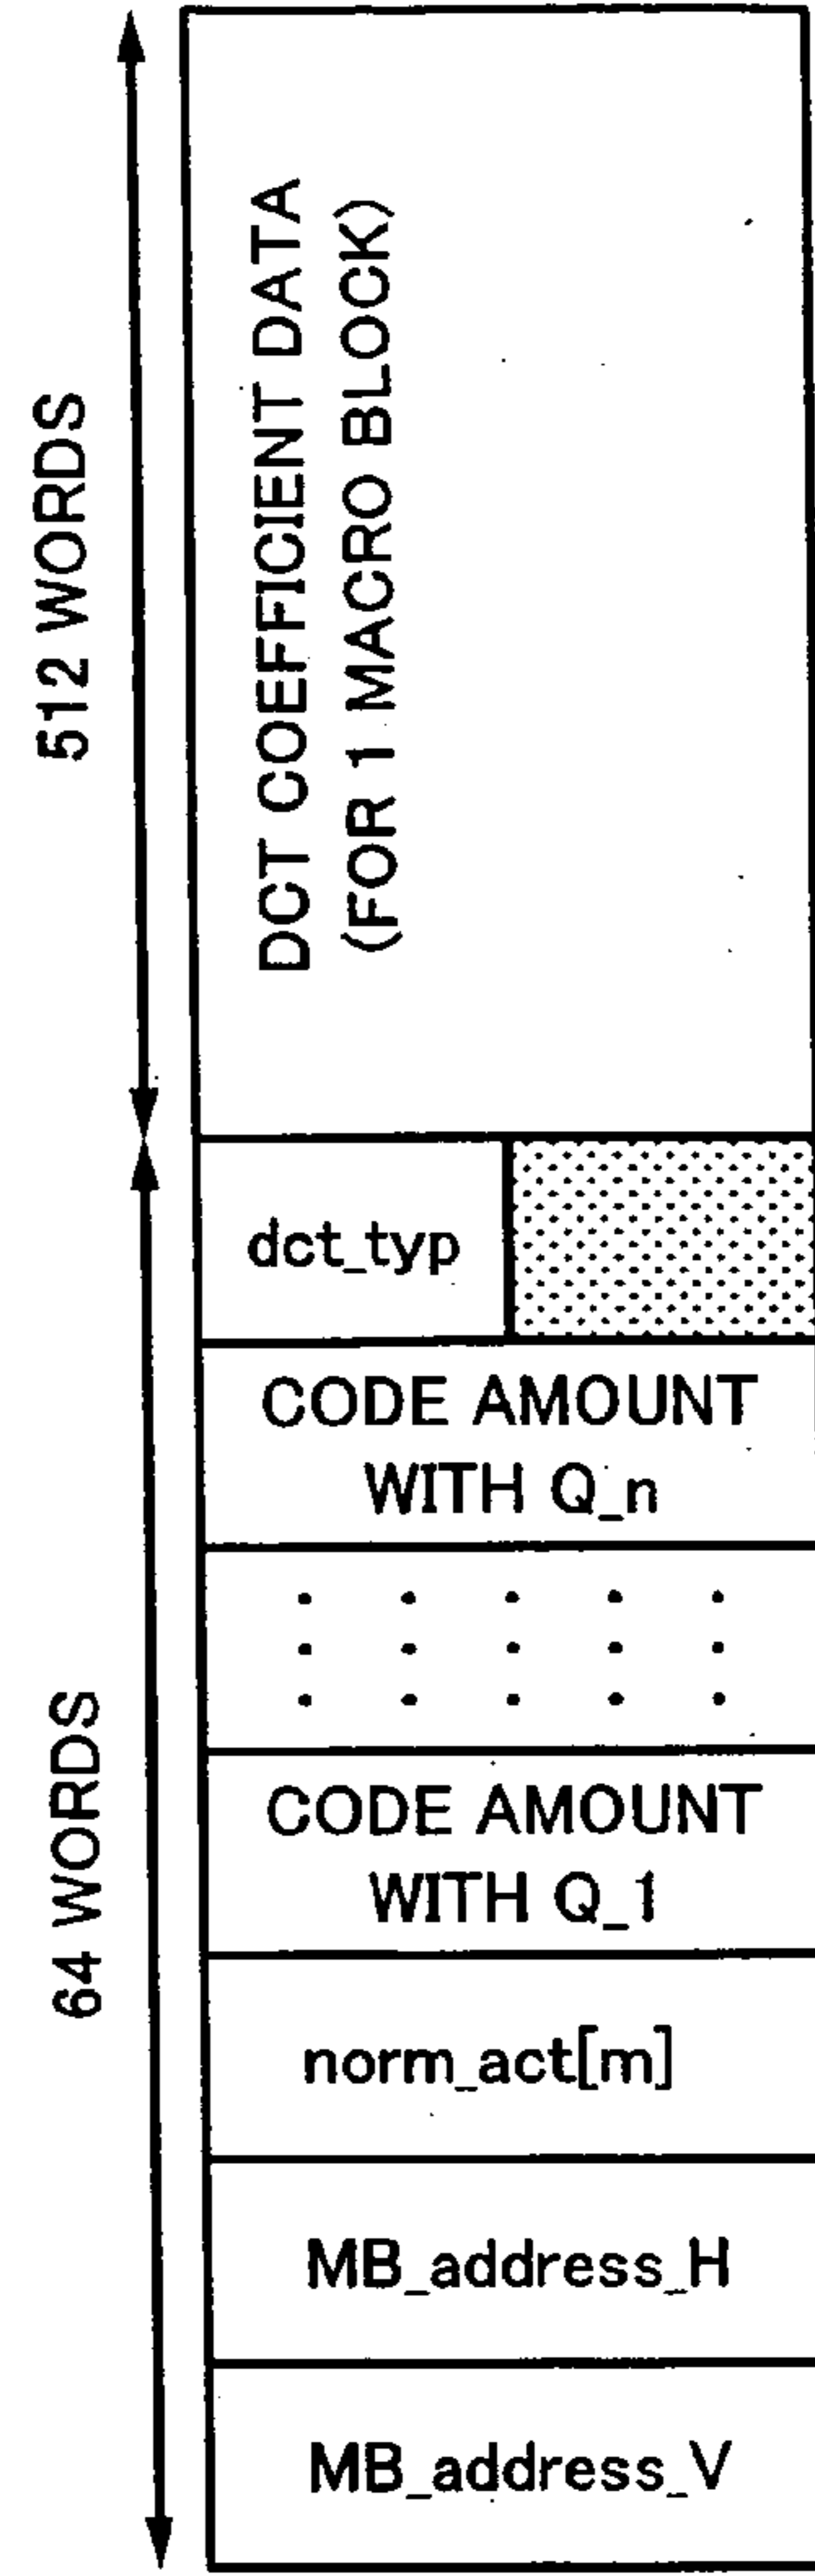 512 WORDS
DCT COEFFICIENT DATA
(FOR 1 MACRO BLOCK)
64 WORDS
dct_typ
CODE AMOUNT
WITH Q_n
CODE AMOUNT
WITH Q_1
norm_act[m]
MB_address_H
MB_address_V